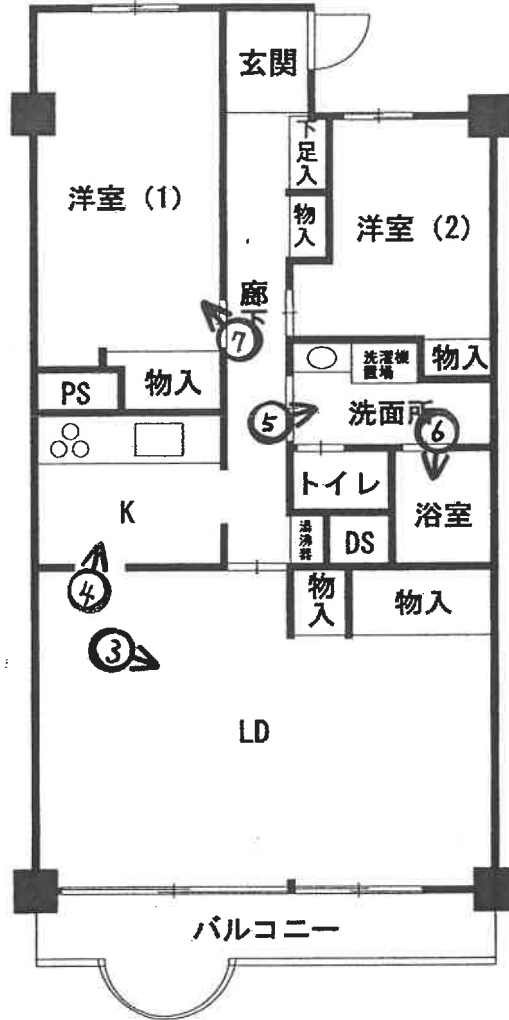 玄関
下足入
洋室 (1)
物入
洋室 (2)
廊下
⑦
洗濯機置場
物入
PS
物入
⑤
洗面所
⑥
トイレ
浴室
K
湯沸器
DS
④
物入
物入
③
LD
バルコニー